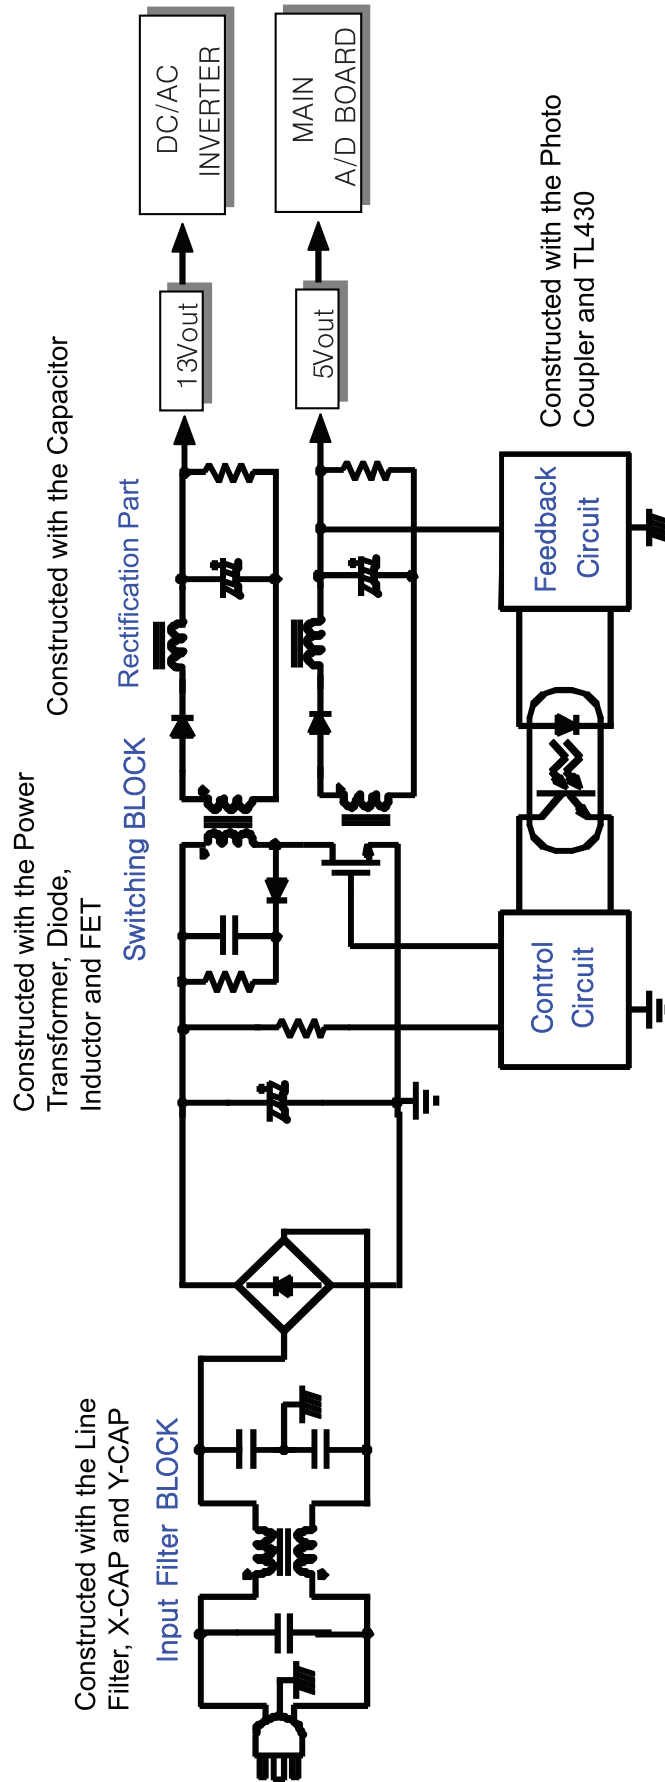 Constructed with the Line
Filter, X-CAP and Y-CAP
Input Filter BLOCK
Constructed with the Power
Transformer, Diode,
Inductor and FET
Switching BLOCK
Constructed with the Capacitor
Rectification Part
13Vout
DC/AC
INVERTER
5Vout
MAIN
A/D BOARD
Control
Circuit
Feedback
Circuit
Constructed with the Photo
Coupler and TL430